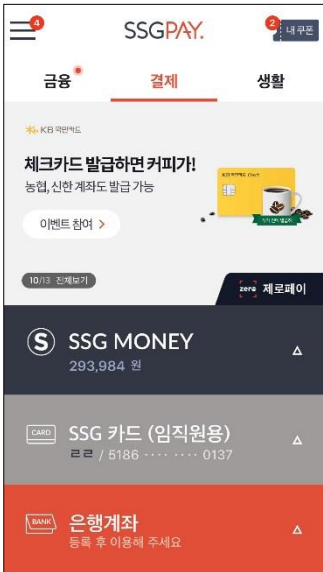 4
SSGPAY.
2
내 쿠폰
금융
결제
생활
KB 국민카드
체크카드 발급하면 커피가!
농협,신한 계좌도 발급 가능
이벤트 참여 >
10/13 전체보기
zero 제로페이
SSG MONEY
293,984 원
CARD
SSG 카드 (임직원용)
ㄹㄹ / 5186 ···· ···· 0137
BANK
은행계좌
등록 후 이용해 주세요